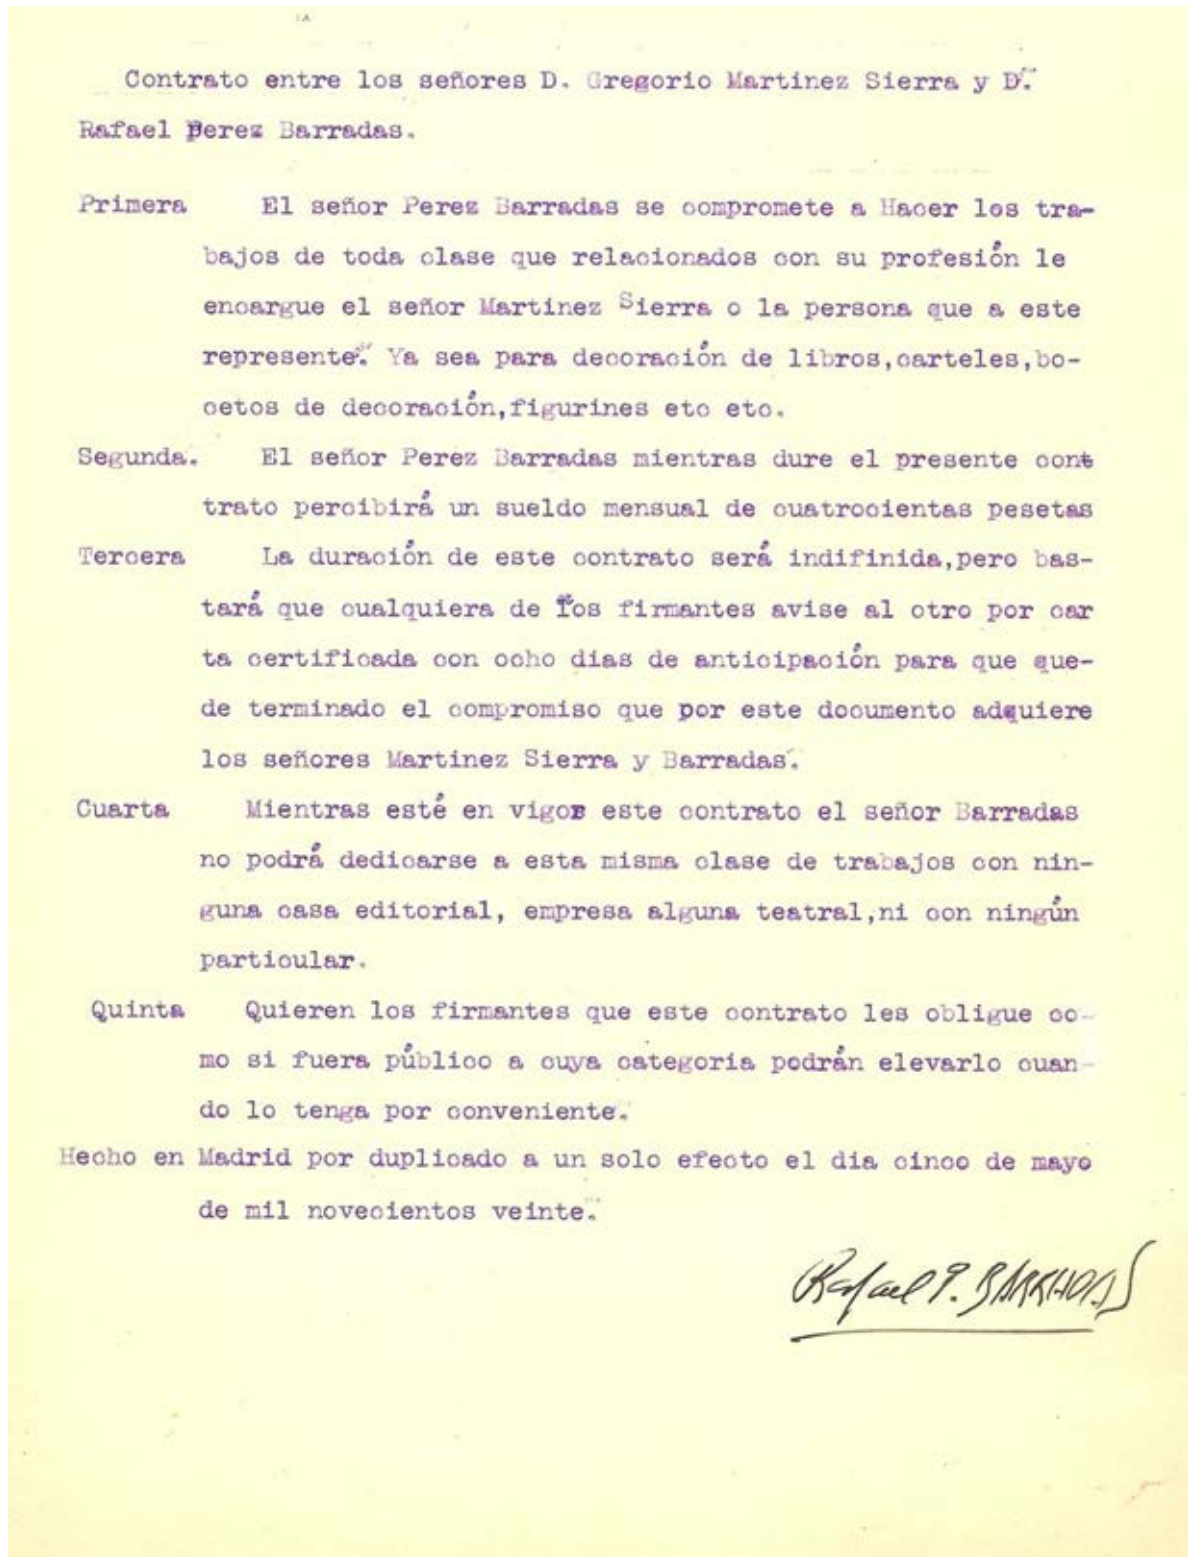 Contrato entre los señores D. Gregorio Martinez Sierra y D.
Rafael Perez Barradas.
Primera El señor Perez Barradas se compromete a Hacer los tra-
bajos de toda clase que relacionados con su profesión le
encargue el señor Martinez Sierra o la persona que a este
represente. Ya sea para decoración de libros,carteles,bo-
cetos de decoración,figurines etc etc.
Segunda. El señor Perez Barradas mientras dure el presente cont
trato percibirá un sueldo mensual de cuatrocientas pesetas
Tercera La duración de este contrato será indifinida,pero bas-
tará que cualquiera de los firmantes avise al otro por car
ta certificada con ocho dias de anticipación para que que-
de terminado el compromiso que por este documento adquiere
los señores Martinez Sierra y Barradas.
Cuarta Mientras esté en vigor este contrato el señor Barradas
no podrá dedicarse a esta misma clase de trabajos con nin-
guna casa editorial, empresa alguna teatral,ni con ningún
particular.
Quinta Quieren los firmantes que este contrato les obligue co-
mo si fuera público a cuya categoria podrán elevarlo cuan-
do lo tenga por conveniente.
Hecho en Madrid por duplicado a un solo efecto el dia cinco de mayo
de mil novecientos veinte.
Rafael P. BARRADAS